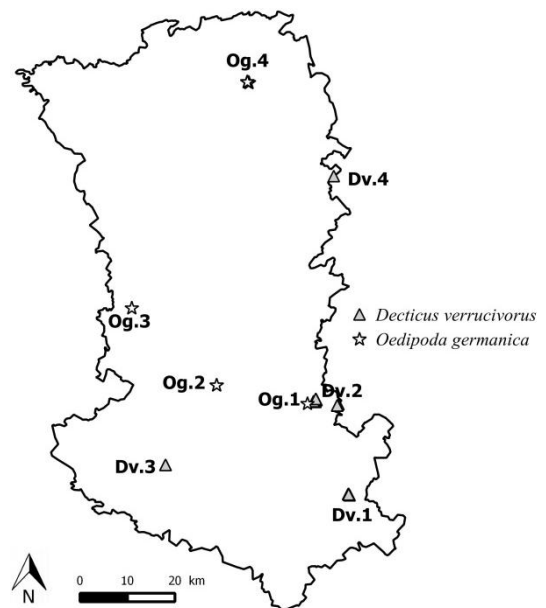 Og.4
Dv.4
Og.3
Decticus verrucivorus
Oedipoda germanica
Og.2
Og.1
Dv.2
Dv.3
Dv.1
N
0 10 20 km